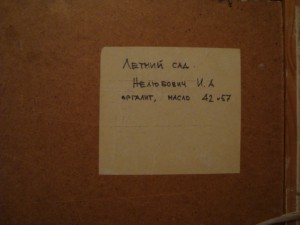 Летний сад
Нелюбович И. А
оргалит, масло 42×57